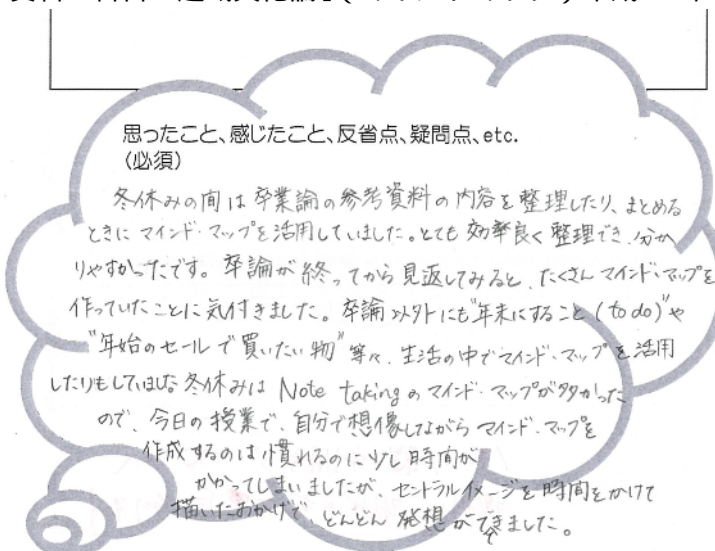 思ったこと、感じたこと、反省点、疑問点、etc.
(必須)
冬休みの間は卒業論の参考資料の内容を整理したり、まとめる
ときにマインド・マップを活用していました。とても効率良く整理でき、分か
りやすかったです。卒論が終ってから見返してみると、たくさんマインド・マップを
作っていたことに気付きました。卒論以外にも"年末にすること(to do)"や
"年始のセールで買いたい物"等々、生活の中でマインド・マップを活用
したりもしていました。冬休みは Note takingのマインド・マップが多かった
ので、今日の授業で、自分で想像しながらマインド・マップを
作成するのは慣れるのに少し時間が
かかってしまいましたが、セントラルイメージを時間をかけて
描いたおかげで、どんどん発想ができました。